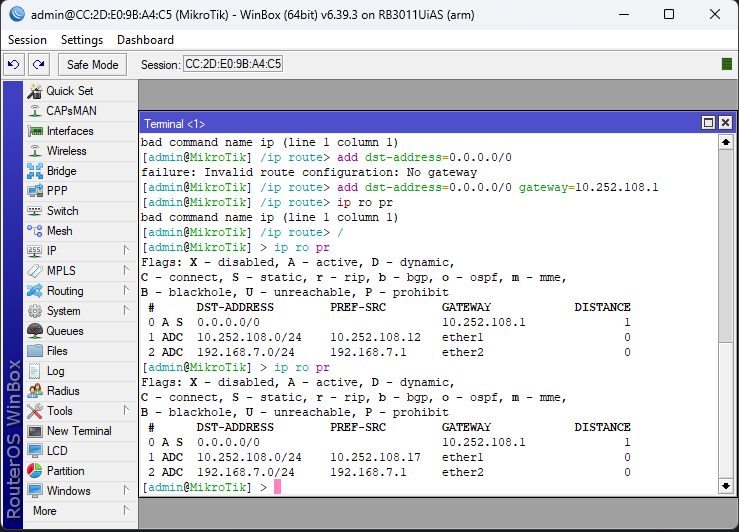 admin@CC:2D:E0:9B:A4:C5 (MikroTik) - WinBox (64bit) v6.39.3 on RB3011UiAS (arm)
Session Settings Dashboard
Safe Mode Session: CC:2D:E0:9B:A4:C5
Quick Set
CAPsMAN
Interfaces
Wireless
Bridge
PPP
Switch
Mesh
IP
MPLS
Routing
System
Queues
Files
Log
Radius
Tools
New Terminal
LCD
Partition
Windows
More
RouterOS WinBox
Terminal <1>
bad command name ip (line 1 column 1)
[admin@MikroTik] /ip route> add dst-address=0.0.0.0/0
failure: Invalid route configuration: No gateway
[admin@MikroTik] /ip route> add dst-address=0.0.0.0/0 gateway=10.252.108.1
[admin@MikroTik] /ip route> ip ro pr
bad command name ip (line 1 column 1)
[admin@MikroTik] /ip route> /
[admin@MikroTik] > ip ro pr
Flags: X - disabled, A - active, D - dynamic,
C - connect, S - static, r - rip, b - bgp, o - ospf, m - mme,
B - blackhole, U - unreachable, P - prohibit
# DST-ADDRESS PREF-SRC GATEWAY DISTANCE
0 A S 0.0.0.0/0 10.252.108.1 1
1 ADC 10.252.108.0/24 10.252.108.12 ether1 0
2 ADC 192.168.7.0/24 192.168.7.1 ether2 0
[admin@MikroTik] > ip ro pr
Flags: X - disabled, A - active, D - dynamic,
C - connect, S - static, r - rip, b - bgp, o - ospf, m - mme,
B - blackhole, U - unreachable, P - prohibit
# DST-ADDRESS PREF-SRC GATEWAY DISTANCE
0 A S 0.0.0.0/0 10.252.108.1 1
1 ADC 10.252.108.0/24 10.252.108.17 ether1 0
2 ADC 192.168.7.0/24 192.168.7.1 ether2 0
[admin@MikroTik] >